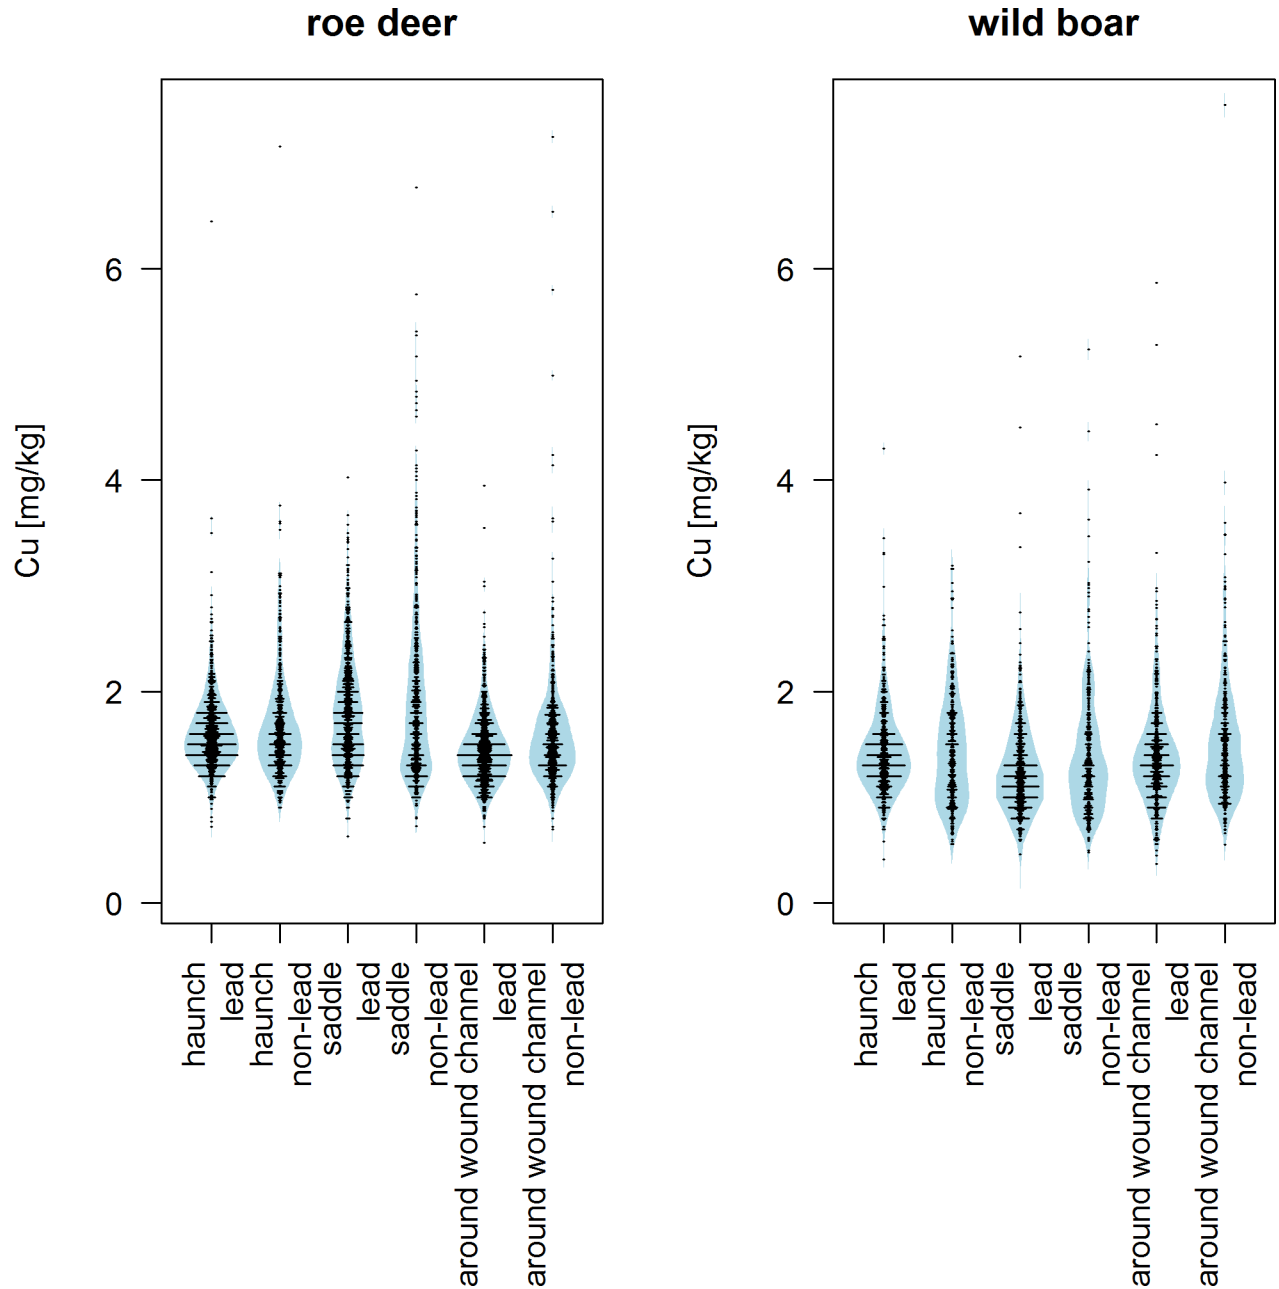 roe deer
Cu [mg/kg]
6
4
2
0
haunch
lead
haunch
non-lead
saddle
lead
saddle
non-lead
around wound channel
lead
around wound channel
non-lead
wild boar
Cu [mg/kg]
6
4
2
0
haunch
lead
haunch
non-lead
saddle
lead
saddle
non-lead
around wound channel
lead
around wound channel
non-lead